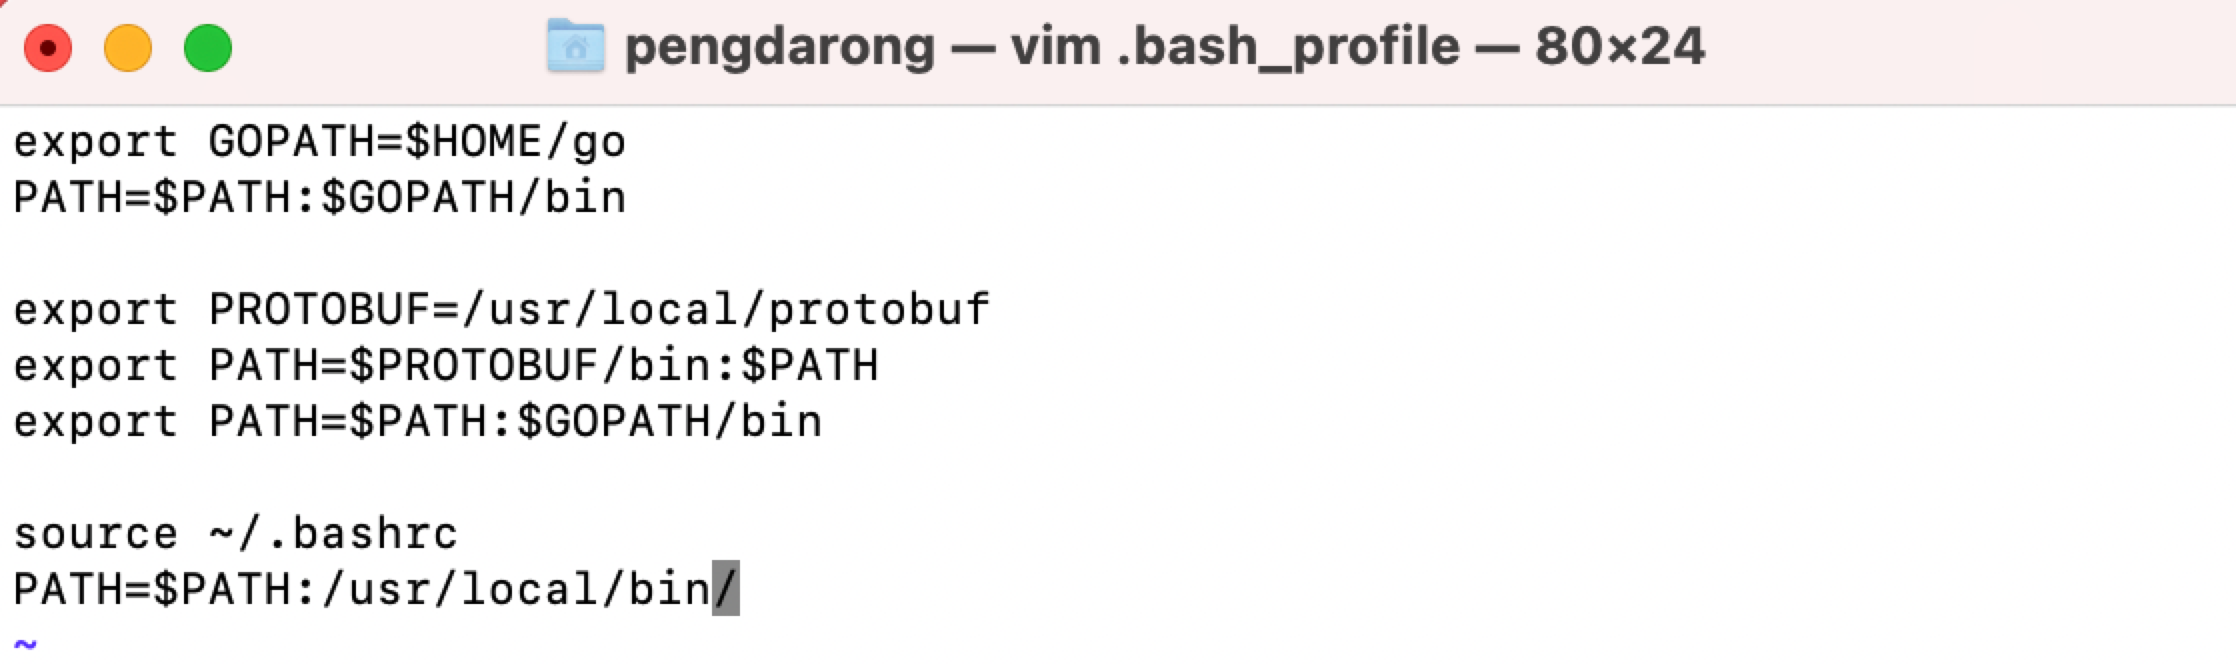 pengdarong — vim .bash_profile — 80×24
export GOPATH=$HOME/go
PATH=$PATH:$GOPATH/bin
export PROTOBUF=/usr/local/protobuf
export PATH=$PROTOBUF/bin:$PATH
export PATH=$PATH:$GOPATH/bin
source ~/.bashrc
PATH=$PATH:/usr/local/bin/
~